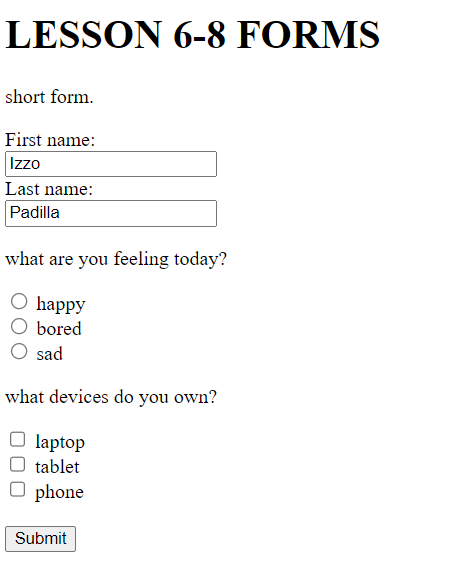 LESSON 6-8 FORMS
short form.
First name:
Izzo
Last name:
Padilla
what are you feeling today?
happy
bored
sad
what devices do you own?
laptop
tablet
phone
Submit